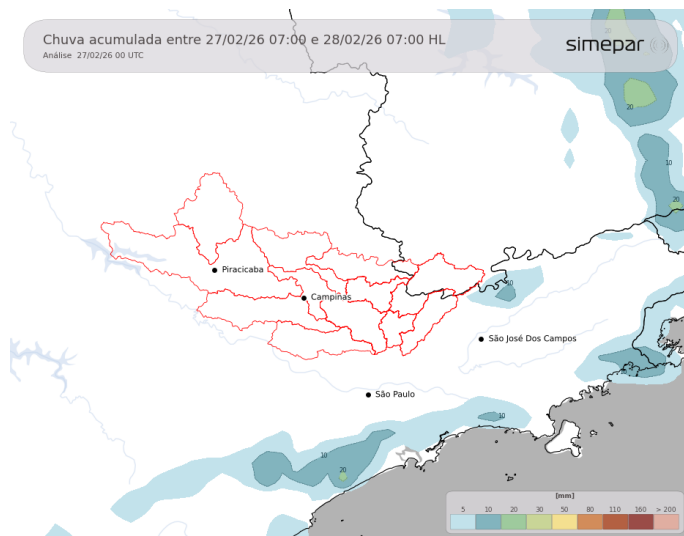 Chuva acumulada entre 27/02/26 07:00 e 28/02/26 07:00 HL
Análise 27/02/26 00 UTC
simepar
20
10
20
Piracicaba
10
Campinas
São José Dos Campos
São Paulo
10
10
20
[mm]
5 10 20 30 50 80 110 160 > 200